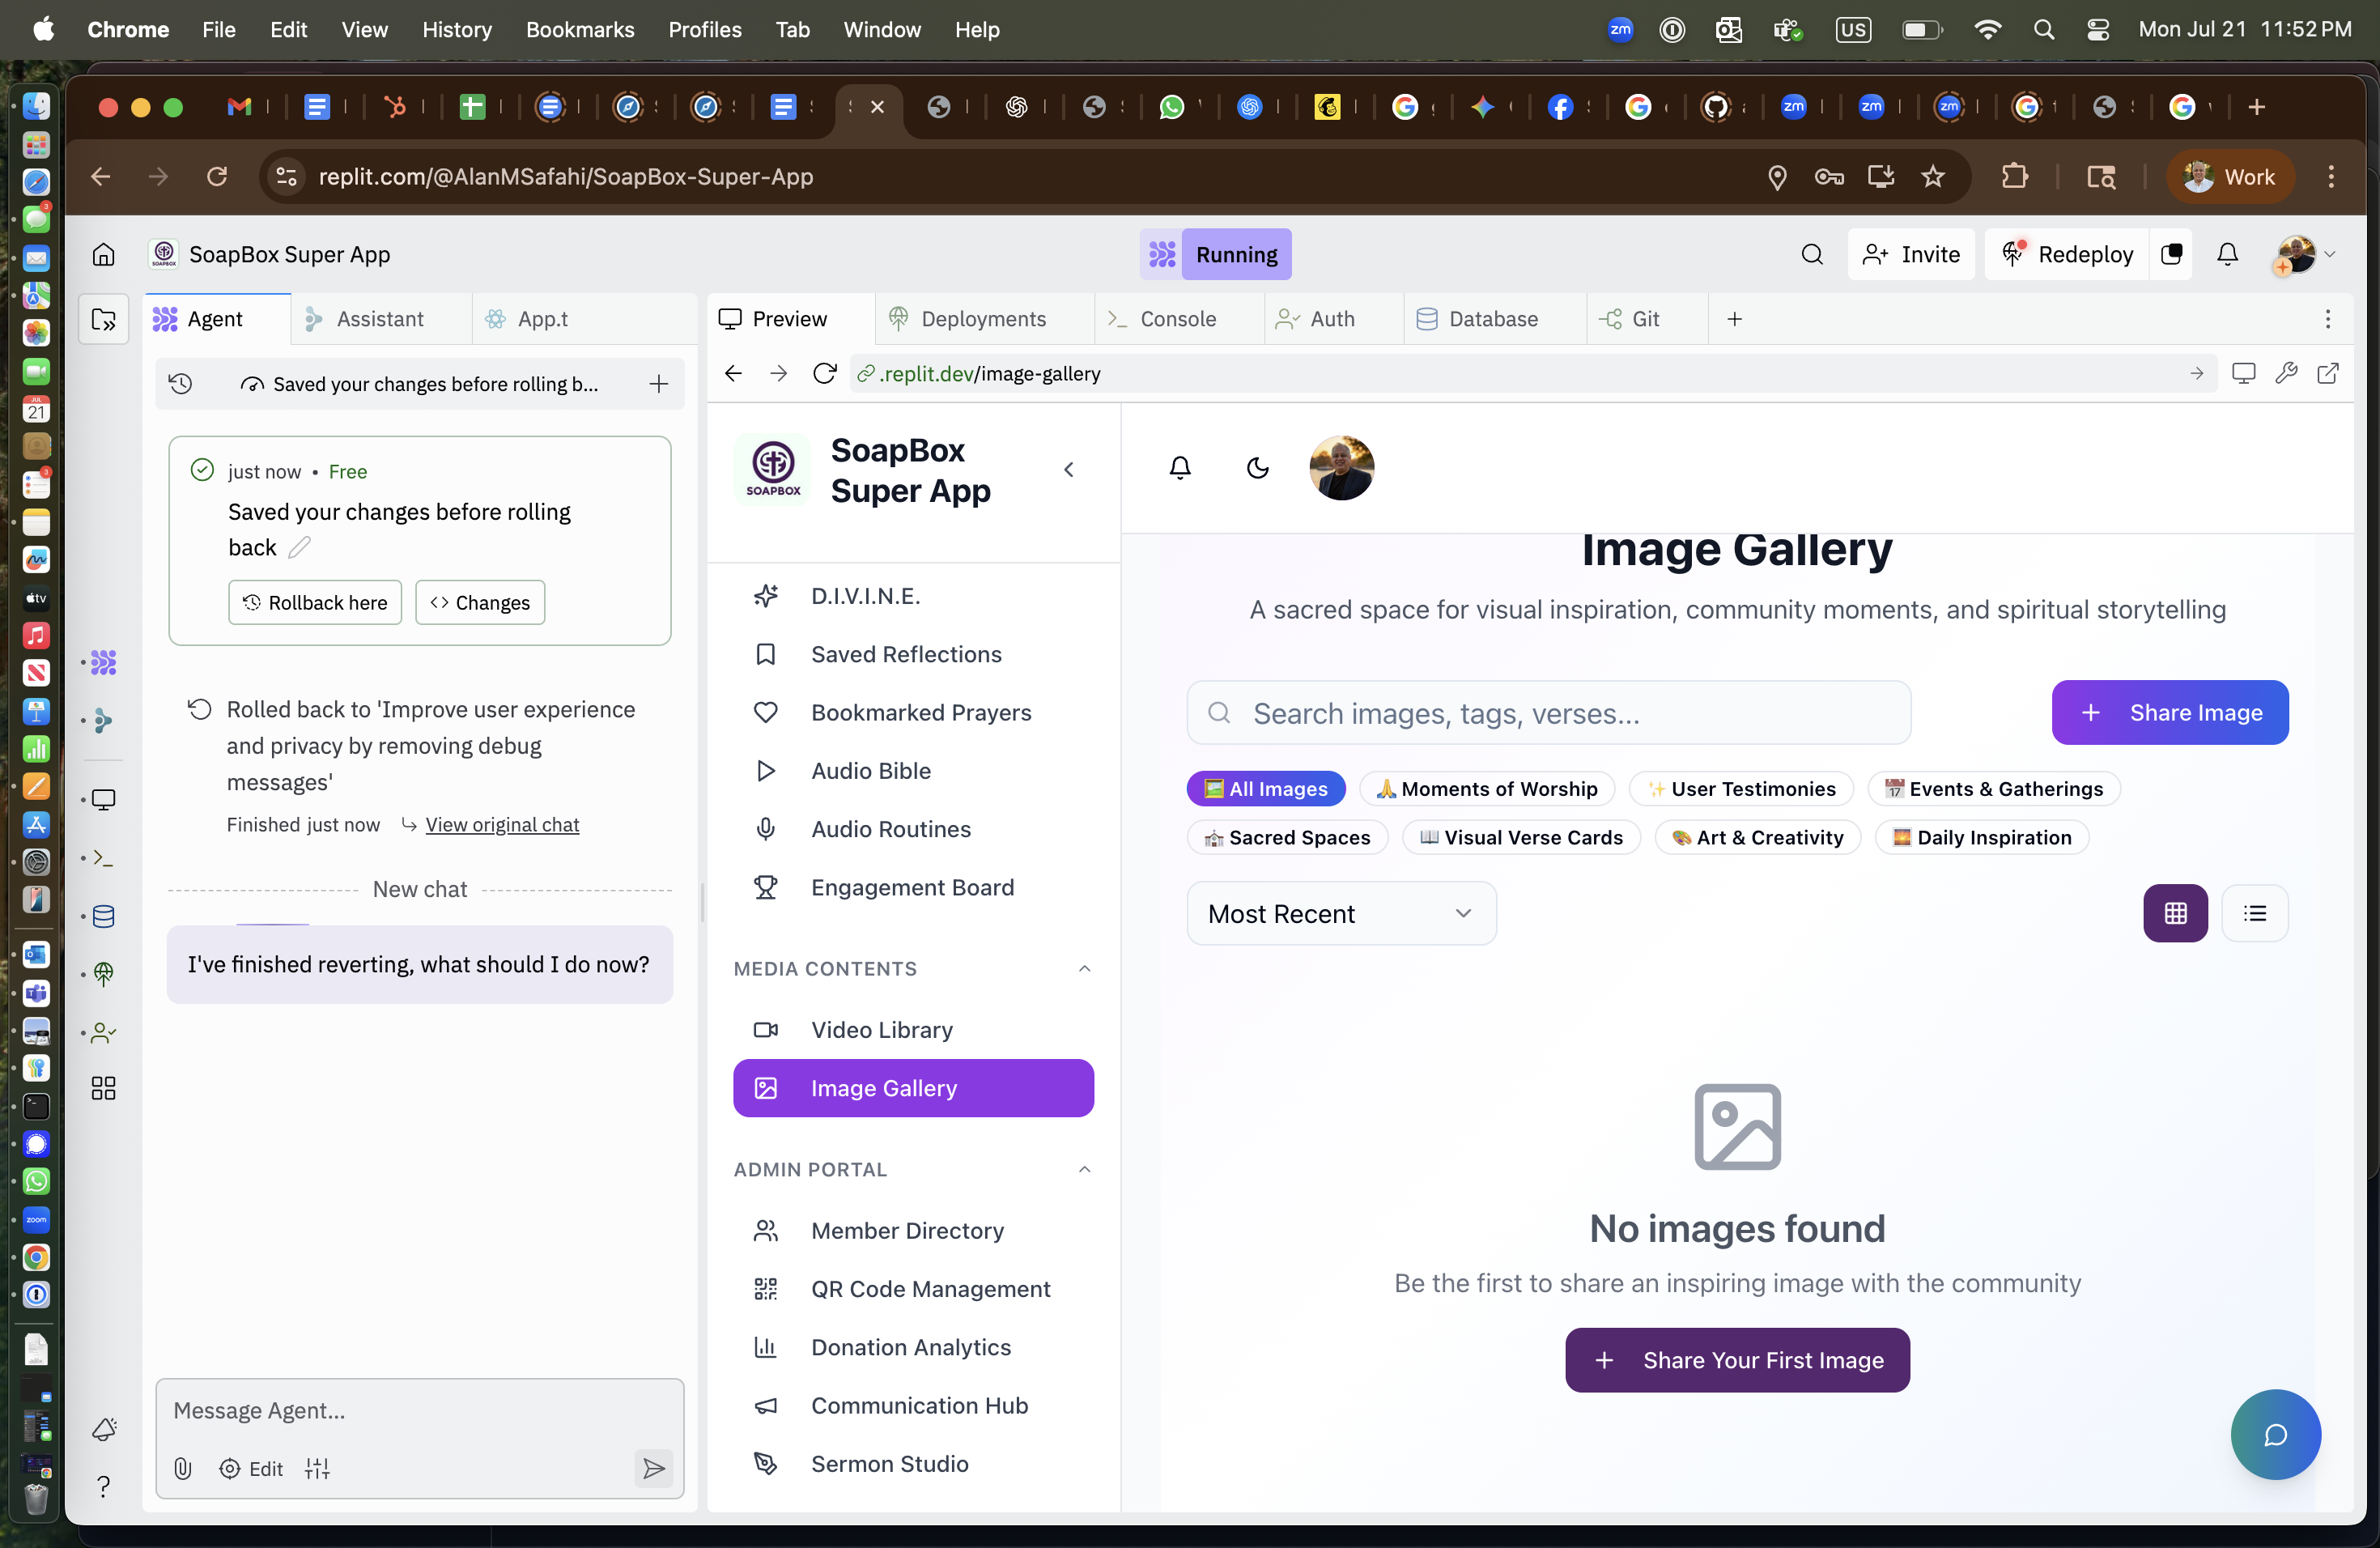 Chrome File Edit View History Bookmarks Profiles Tab Window Help
zm US Mon Jul 21 11:52 PM
replit.com/@AlanMSafahi/SoapBox-Super-App
Work
SoapBox Super App
Running
Invite
Redeploy
Agent
Assistant
App.t
Preview
Deployments
Console
Auth
Database
Git
Saved your changes before rolling b...
.replit.dev/image-gallery
just now • Free
Saved your changes before rolling
back
Rollback here
Changes
Rolled back to 'Improve user experience
and privacy by removing debug
messages'
Finished just now
View original chat
New chat
I've finished reverting, what should I do now?
Message Agent...
Edit
SOAPBOX
SoapBox
Super App
D.I.V.I.N.E.
Saved Reflections
Bookmarked Prayers
Audio Bible
Audio Routines
Engagement Board
MEDIA CONTENTS
Video Library
Image Gallery
ADMIN PORTAL
Member Directory
QR Code Management
Donation Analytics
Communication Hub
Sermon Studio
Image Gallery
A sacred space for visual inspiration, community moments, and spiritual storytelling
Search images, tags, verses...
Share Image
All Images
Moments of Worship
User Testimonies
Events & Gatherings
Sacred Spaces
Visual Verse Cards
Art & Creativity
Daily Inspiration
Most Recent
No images found
Be the first to share an inspiring image with the community
Share Your First Image